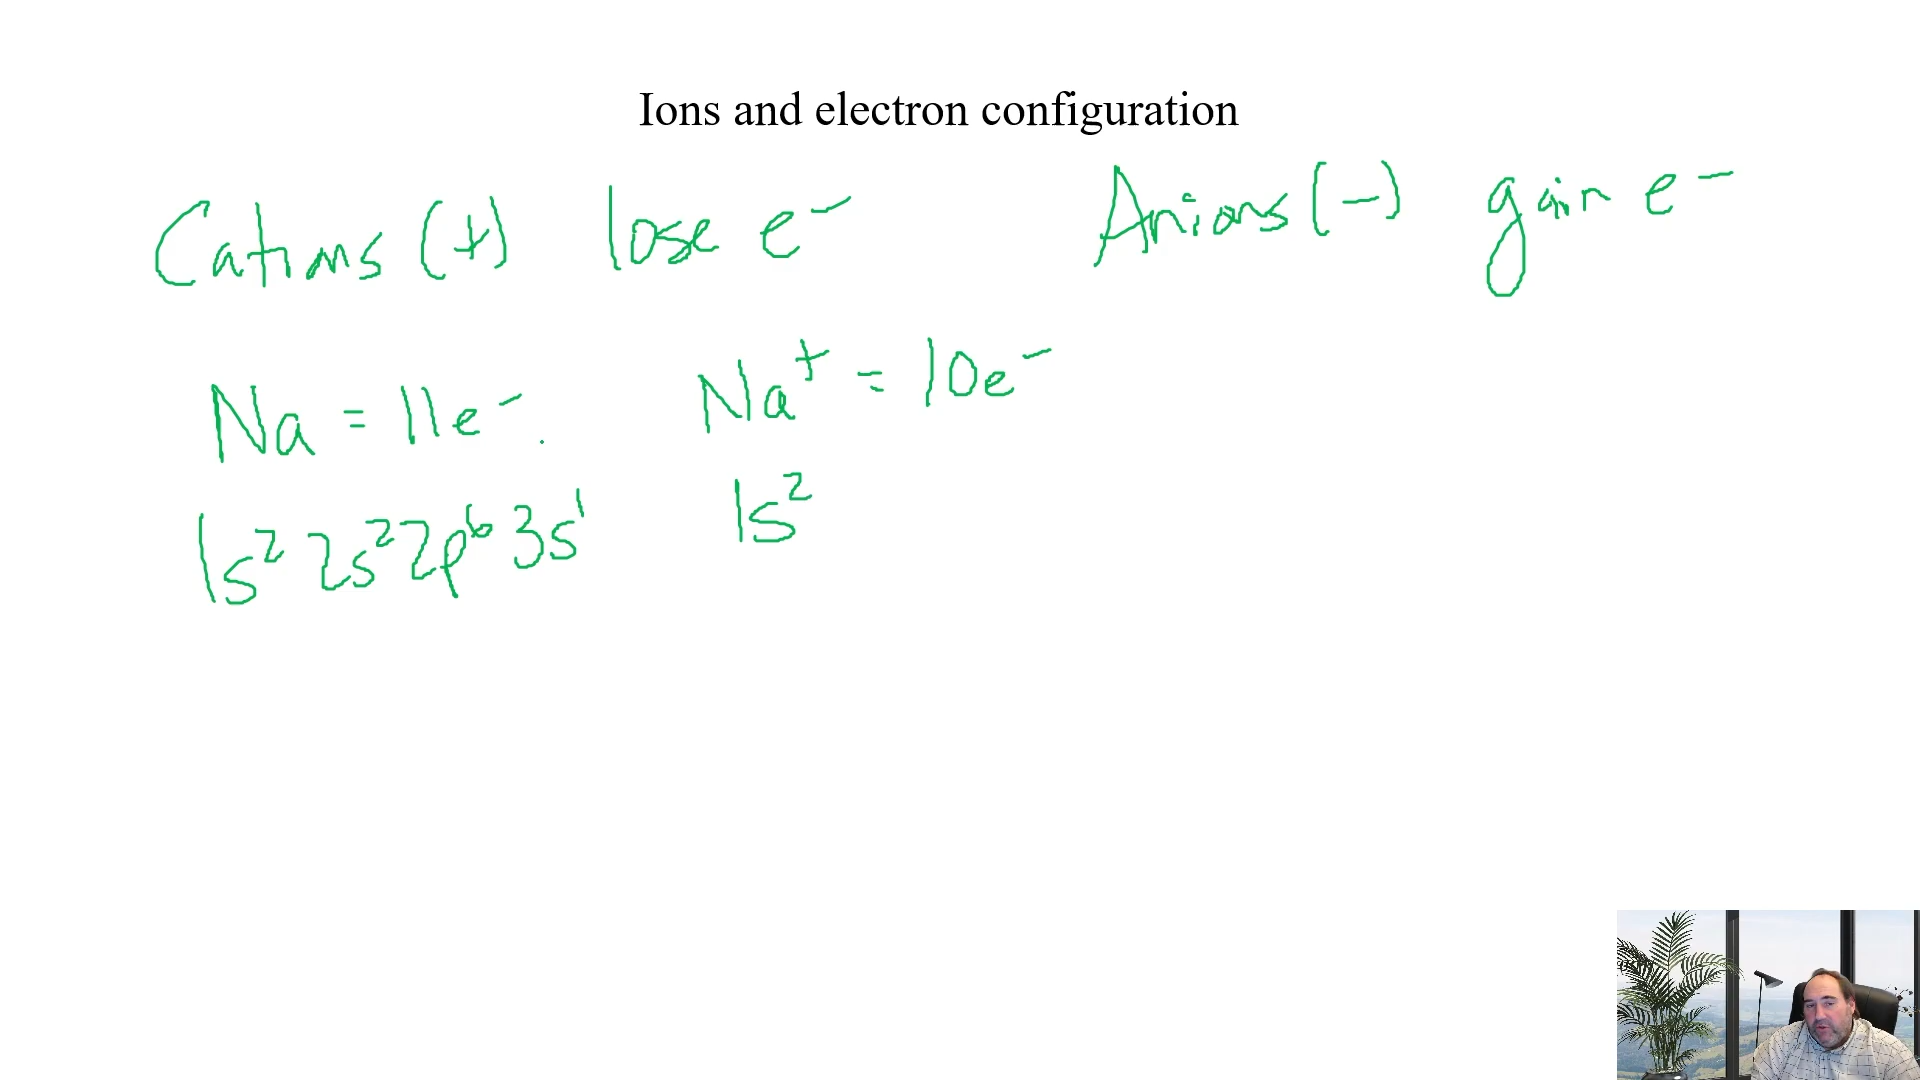 Ions and electron configuration
Cations (+) lose e⁻
Anions (-) gain e⁻
Na = 11e⁻
Na⁺ = 10e⁻
1s² 2s² 2p⁶ 3s¹
1s²